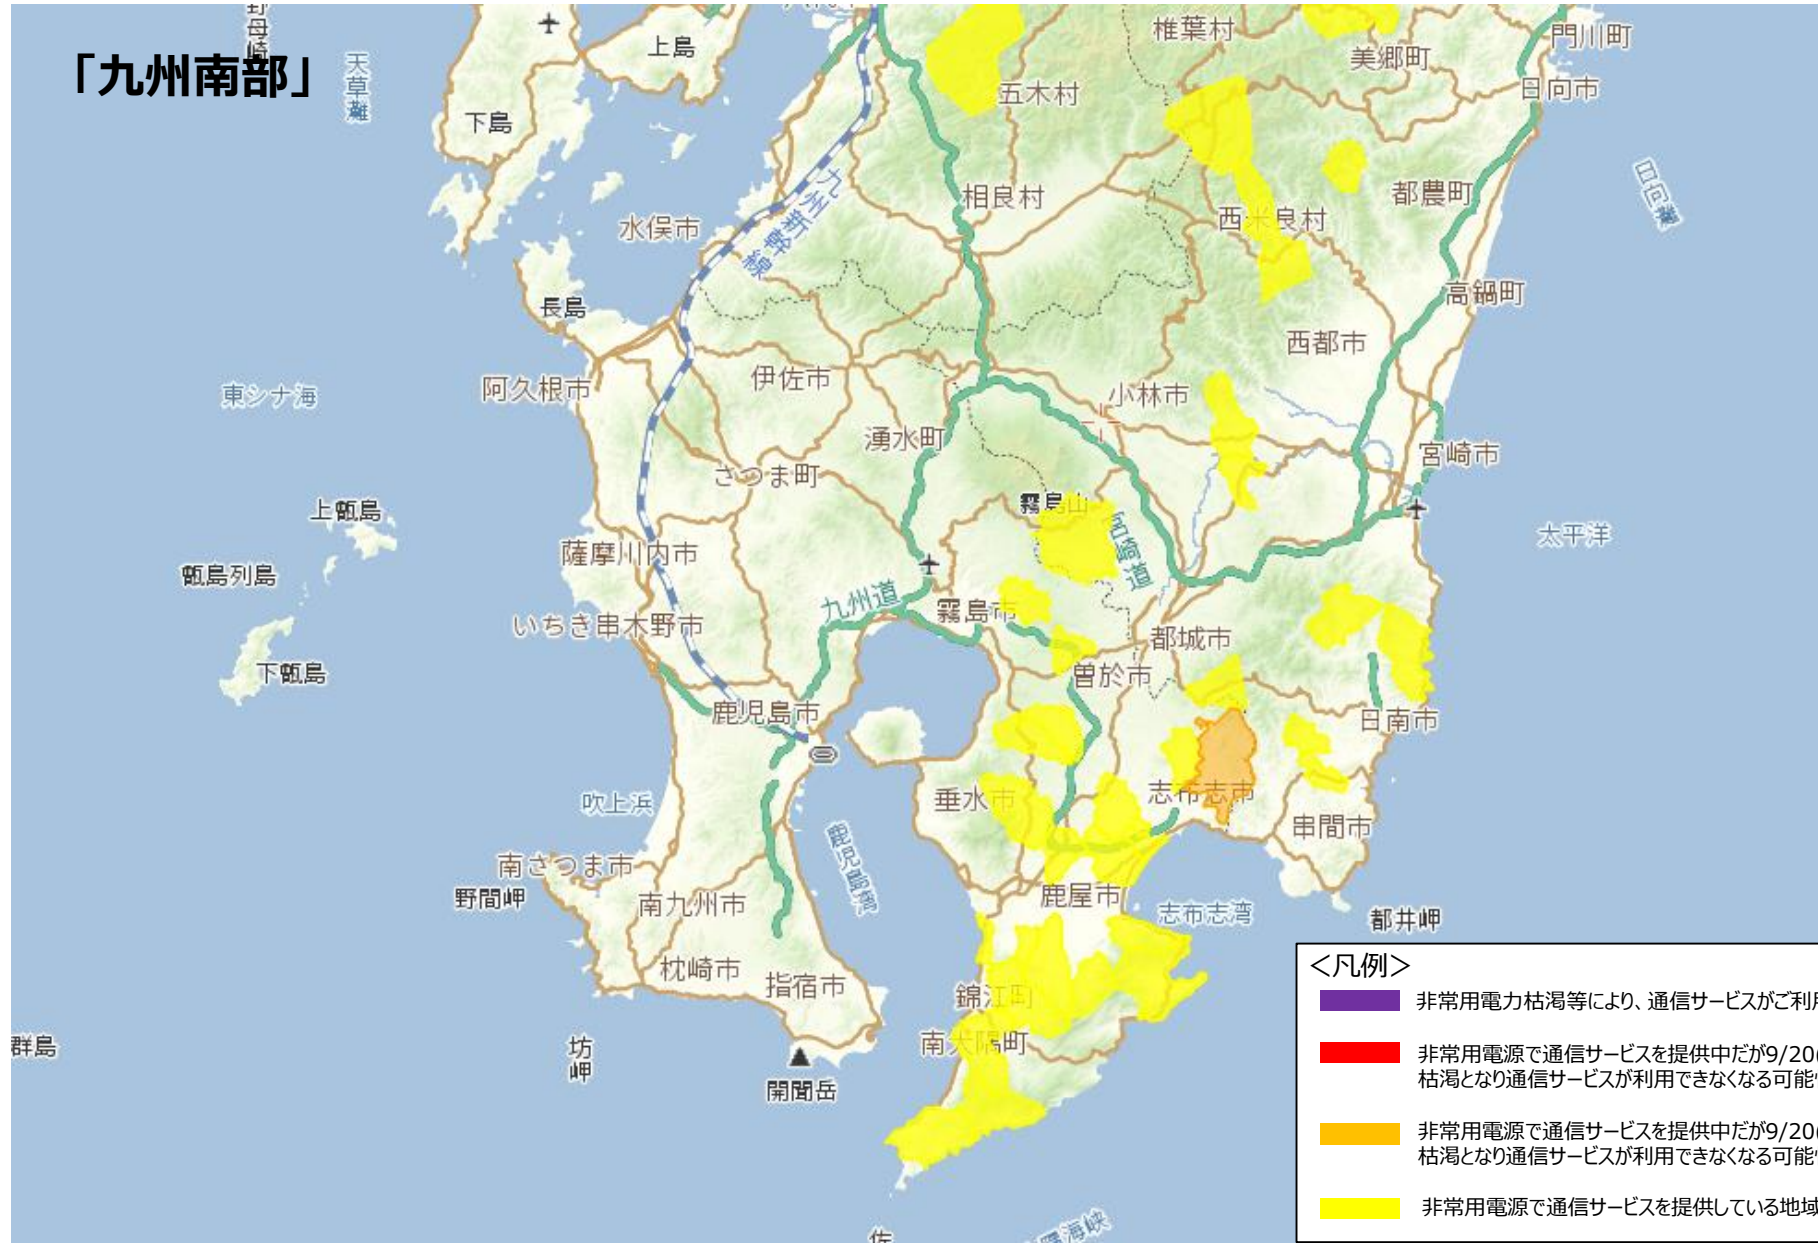 「九州南部」
天草灘
上島
下島
五木村
椎葉村
美郷町
門川町
日向市
日向灘
水俣市
九州新幹線
相良村
西米良村
都農町
長島
高鍋町
西都市
東シナ海
阿久根市
伊佐市
小林市
湧水町
さつま町
宮崎市
上甑島
霧島山
宮崎道
太平洋
薩摩川内市
甑島列島
九州道
霧島市
いちき串木野市
都城市
下甑島
曽於市
鹿児島市
日南市
吹上浜
垂水市
志布志市
串間市
鹿児島湾
南さつま市
野間岬
南九州市
鹿屋市
志布志湾
都井岬
枕崎市
指宿市
錦江町
群島
坊岬
南大隅町
開聞岳
佐
海峡
＜凡例＞
非常用電力枯渇等により、通信サービスがご利用
非常用電源で通信サービスを提供中だが9/20(
枯渇となり通信サービスが利用できなくなる可能
非常用電源で通信サービスを提供中だが9/20(
枯渇となり通信サービスが利用できなくなる可能
非常用電源で通信サービスを提供している地域